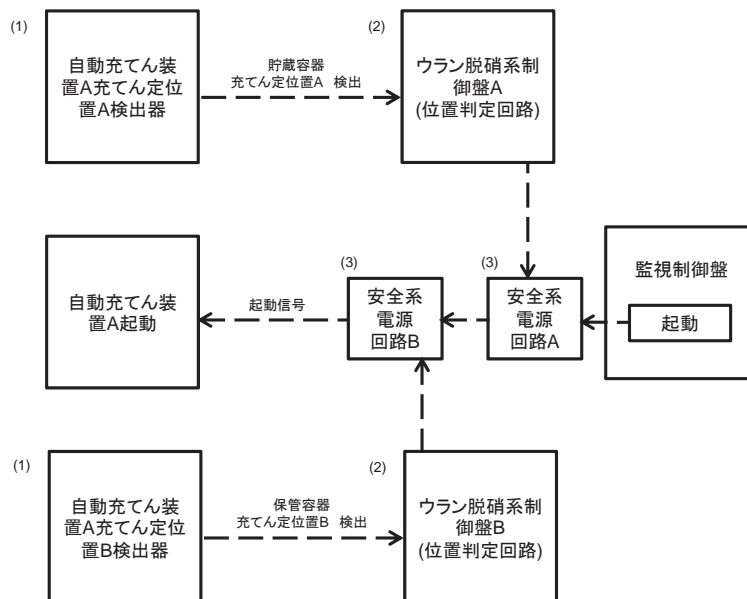 (1)
自動充てん装
置A充てん定位
置A検出器
貯蔵容器
充てん定位置A 検出
(2)
ウラン脱硝系制
御盤A
(位置判定回路)
自動充てん装
置A起動
起動信号
(3)
安全系
電源
回路B
(3)
安全系
電源
回路A
監視制御盤
起動
(1)
自動充てん装
置A充てん定位
置B検出器
保管容器
充てん定位置B 検出
(2)
ウラン脱硝系制
御盤B
(位置判定回路)